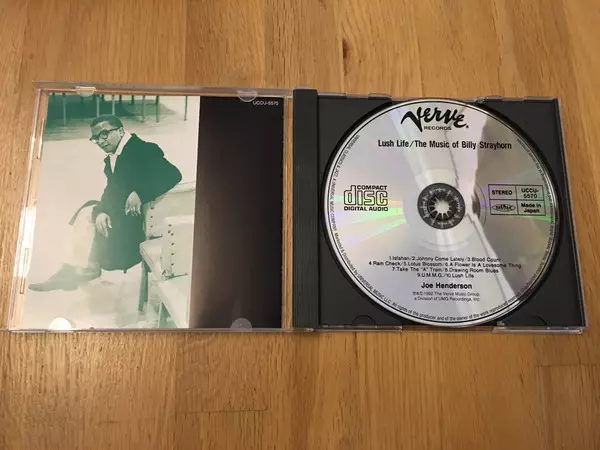 UCCU-5570
Verve
RECORDS
Lush Life/The Music of Billy Strayhorn
COMPACT
disc
DIGITAL AUDIO
STEREO
UCCU-
5570
Made in
Japan
1.Isfahan/2.Johnny Come Lately/3.Blood Count
4.Rain Check/5.Lotus Blossom/6.A Flower Is A Lovesome Thing
7.Take The "A" Train/8.Drawing Room Blues
9.U.M.M.G./10.Lush Life
Joe Henderson
℗&© 1992 The Verve Music Group,
a Division of UMG Recordings, Inc.